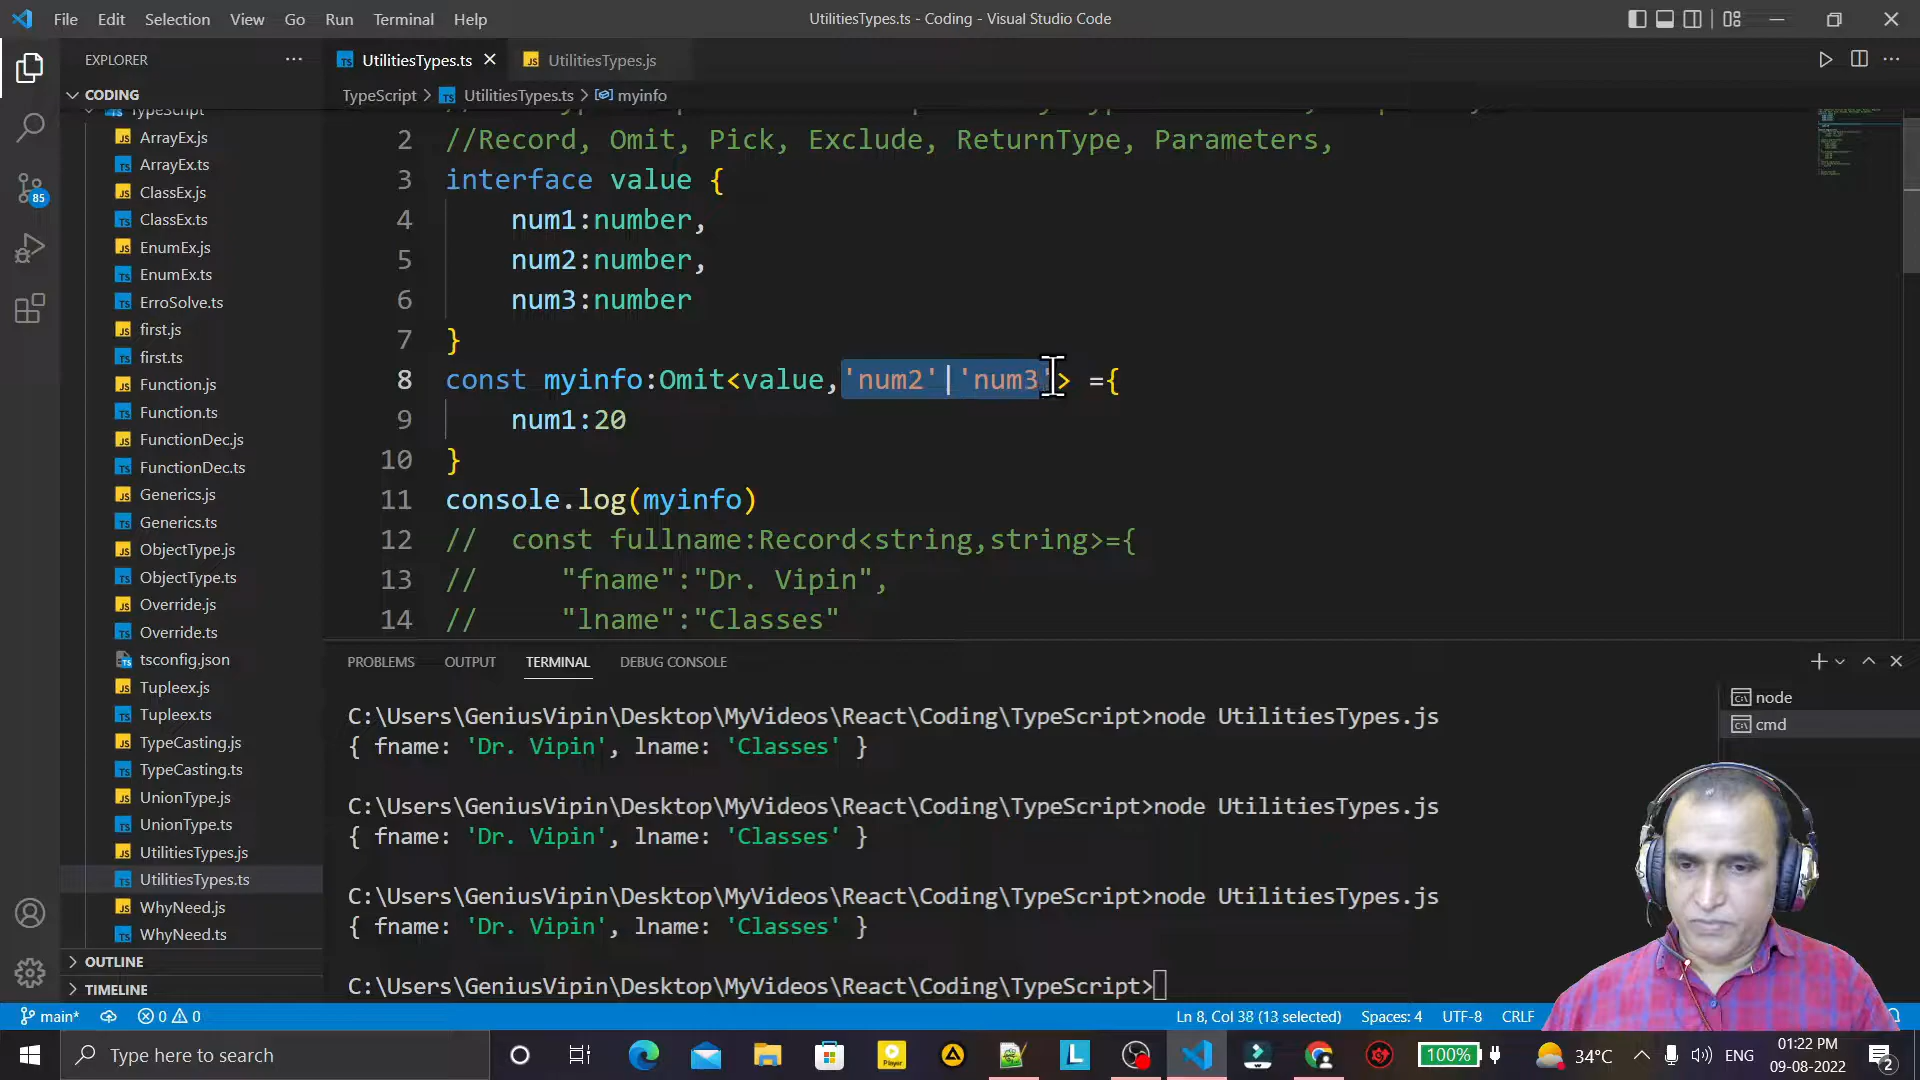 File Edit Selection View Go Run Terminal Help
UtilitiesTypes.ts - Coding - Visual Studio Code
EXPLORER
CODING
TypeScript
ArrayEx.js
ArrayEx.ts
ClassEx.js
ClassEx.ts
EnumEx.js
EnumEx.ts
ErroSolve.ts
first.js
first.ts
Function.js
Function.ts
FunctionDec.js
FunctionDec.ts
Generics.js
Generics.ts
ObjectType.js
ObjectType.ts
Override.js
Override.ts
tsconfig.json
Tupleex.js
Tupleex.ts
TypeCasting.js
TypeCasting.ts
UnionType.js
UnionType.ts
UtilitiesTypes.js
UtilitiesTypes.ts
WhyNeed.js
WhyNeed.ts
OUTLINE
TIMELINE
85
UtilitiesTypes.ts
UtilitiesTypes.js
TypeScript > UtilitiesTypes.ts > myinfo
2 //Record, Omit, Pick, Exclude, ReturnType, Parameters,
3 interface value {
4 num1:number,
5 num2:number,
6 num3:number
7 }
8 const myinfo:Omit<value,'num2'|'num3'> ={
9 num1:20
10 }
11 console.log(myinfo)
12 // const fullname:Record<string,string>={
13 // "fname":"Dr. Vipin",
14 // "lname":"Classes"
PROBLEMS OUTPUT TERMINAL DEBUG CONSOLE
node
cmd
C:\Users\GeniusVipin\Desktop\MyVideos\React\Coding\TypeScript>node UtilitiesTypes.js
{ fname: 'Dr. Vipin', lname: 'Classes' }
C:\Users\GeniusVipin\Desktop\MyVideos\React\Coding\TypeScript>node UtilitiesTypes.js
{ fname: 'Dr. Vipin', lname: 'Classes' }
C:\Users\GeniusVipin\Desktop\MyVideos\React\Coding\TypeScript>node UtilitiesTypes.js
{ fname: 'Dr. Vipin', lname: 'Classes' }
C:\Users\GeniusVipin\Desktop\MyVideos\React\Coding\TypeScript>
main* 0 0
Ln 8, Col 38 (13 selected) Spaces: 4 UTF-8 CRLF
Type here to search
Player
L
100%
34°C
ENG
01:22 PM
09-08-2022
2